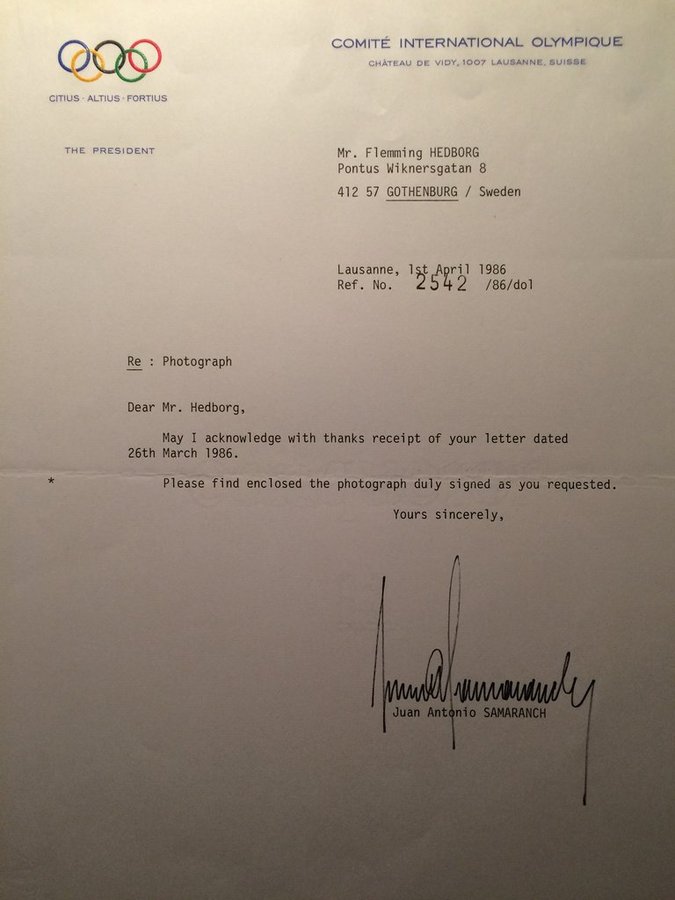 CITIUS · ALTIUS · FORTIUS
COMITÉ INTERNATIONAL OLYMPIQUE
CHÂTEAU DE VIDY, 1007 LAUSANNE, SUISSE
THE PRESIDENT
Mr. Flemming HEDBORG
Pontus Wiknersgatan 8
412 57 GOTHENBURG / Sweden
Lausanne, 1st April 1986
Ref. No. 2542 /86/dol
Re : Photograph
Dear Mr. Hedborg,
May I acknowledge with thanks receipt of your letter dated
26th March 1986.
* Please find enclosed the photograph duly signed as you requested.
Yours sincerely,
Juan Antonio SAMARANCH